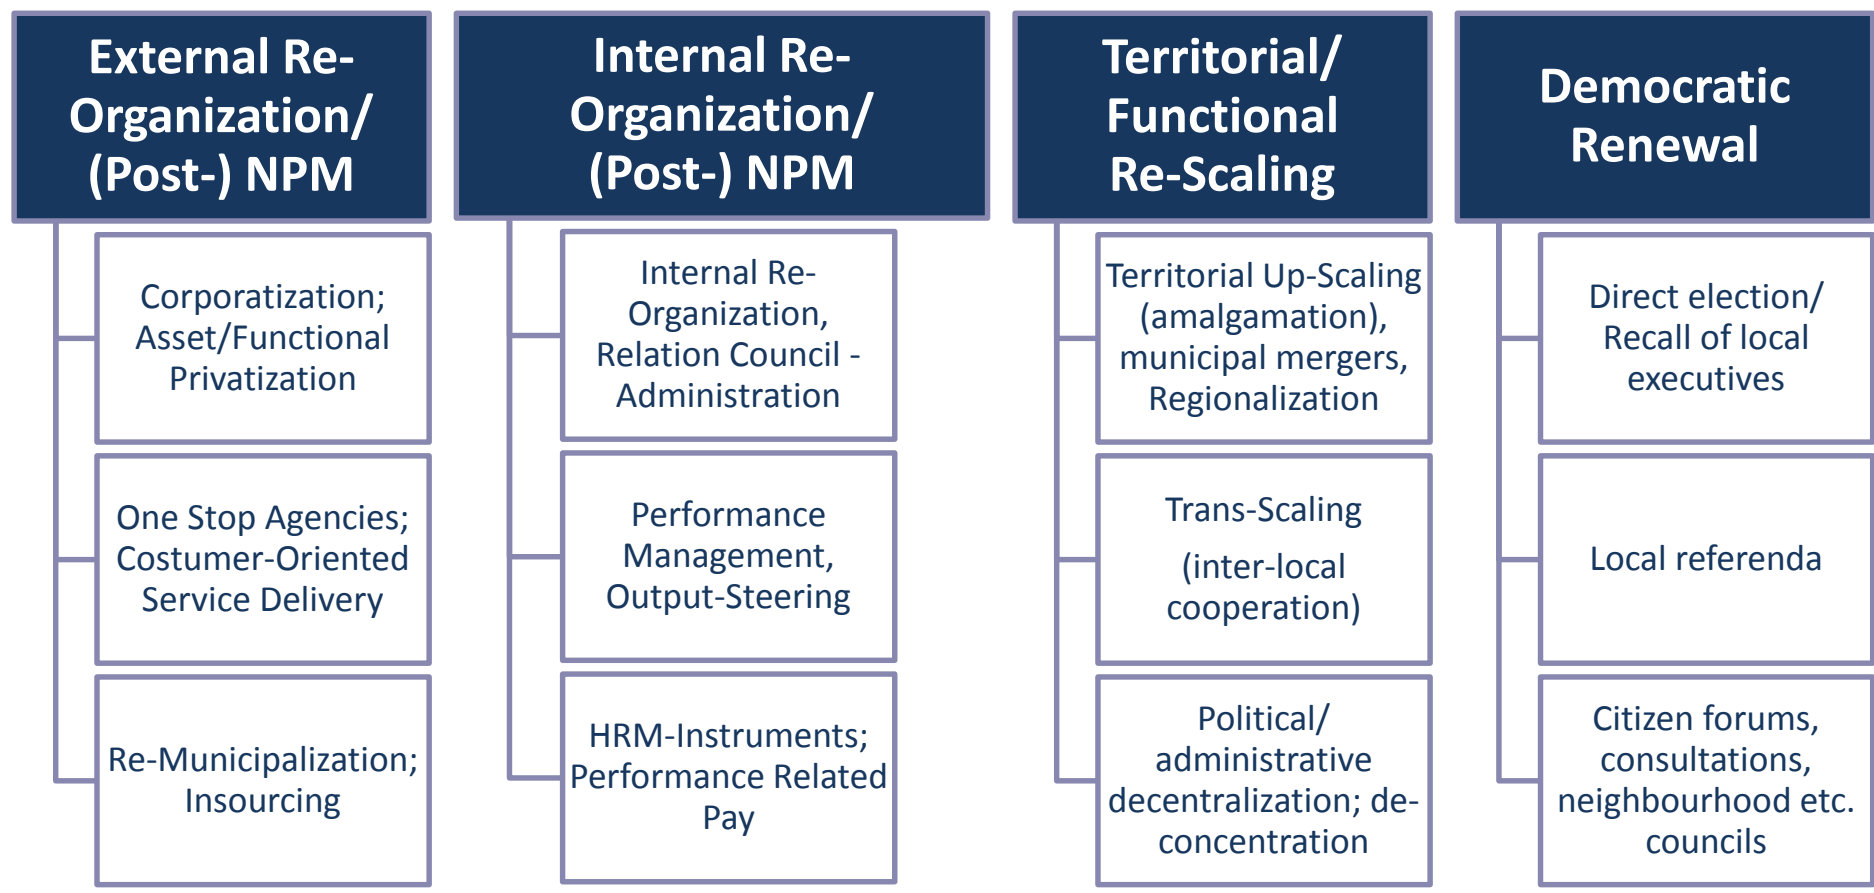 External Re-
Organization/
(Post-) NPM
Corporatization;
Asset/Functional
Privatization
One Stop Agencies;
Costumer-Oriented
Service Delivery
Re-Municipalization;
Insourcing
Internal Re-
Organization/
(Post-) NPM
Internal Re-
Organization,
Relation Council -
Administration
Performance
Management,
Output-Steering
HRM-Instruments;
Performance Related
Pay
Territorial/
Functional
Re-Scaling
Territorial Up-Scaling
(amalgamation),
municipal mergers,
Regionalization
Trans-Scaling
(inter-local
cooperation)
Political/
administrative
decentralization; de-
concentration
Democratic
Renewal
Direct election/
Recall of local
executives
Local referenda
Citizen forums,
consultations,
neighbourhood etc.
councils